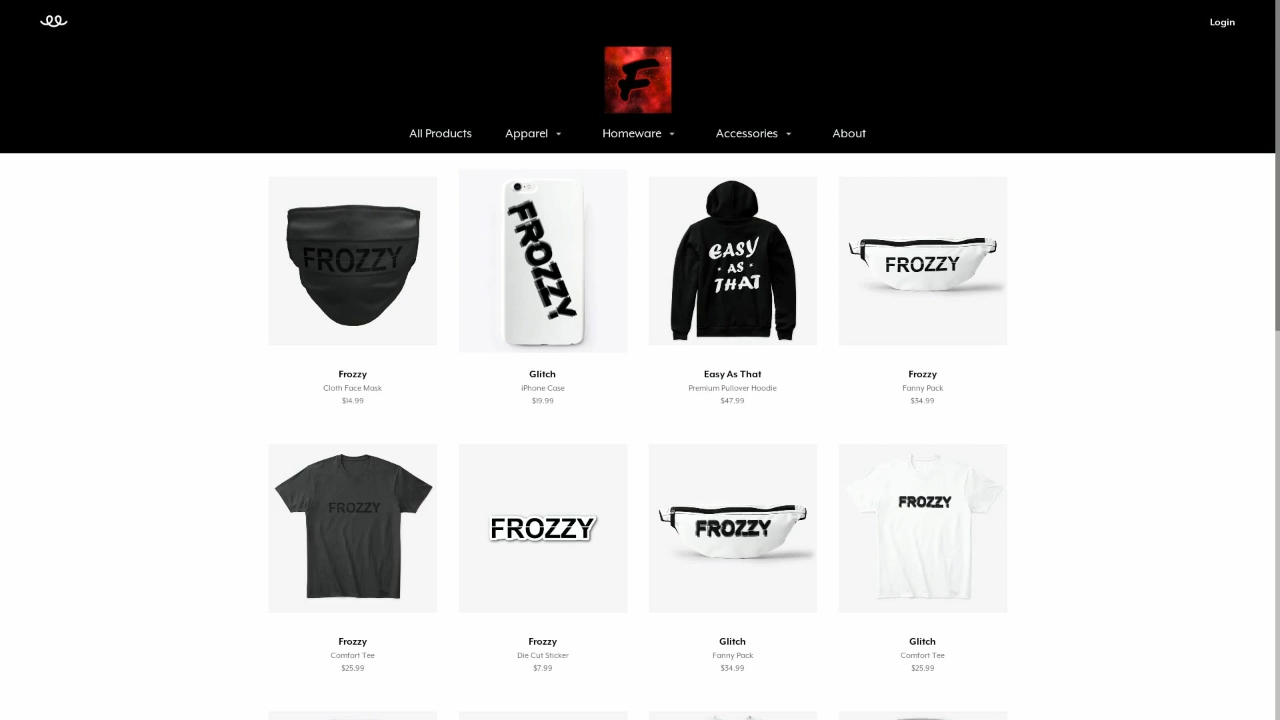 Login
F
All Products Apparel Homeware Accessories About
FROZZY
FROZZY
EASY
AS
THAT
FROZZY
Frozzy
Cloth Face Mask
$14.99
Glitch
iPhone Case
$19.99
Easy As That
Premium Pullover Hoodie
$47.99
Frozzy
Fanny Pack
$34.99
FROZZY
FROZZY
FROZZY
FROZZY
Frozzy
Comfort Tee
$25.99
Frozzy
Die Cut Sticker
$7.99
Glitch
Fanny Pack
$34.99
Glitch
Comfort Tee
$25.99